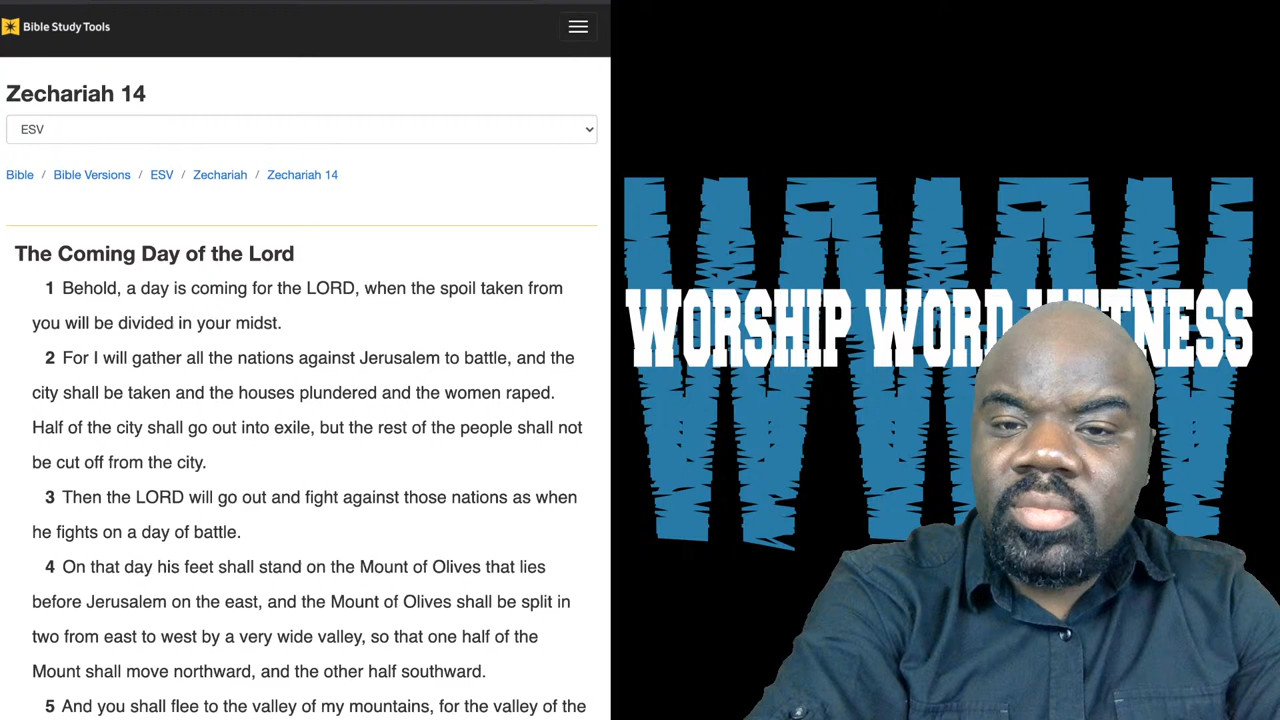 Bible Study Tools
Zechariah 14
ESV
Bible / Bible Versions / ESV / Zechariah / Zechariah 14
The Coming Day of the Lord
1 Behold, a day is coming for the LORD, when the spoil taken from
you will be divided in your midst.
2 For I will gather all the nations against Jerusalem to battle, and the
city shall be taken and the houses plundered and the women raped.
Half of the city shall go out into exile, but the rest of the people shall not
be cut off from the city.
3 Then the LORD will go out and fight against those nations as when
he fights on a day of battle.
4 On that day his feet shall stand on the Mount of Olives that lies
before Jerusalem on the east, and the Mount of Olives shall be split in
two from east to west by a very wide valley, so that one half of the
Mount shall move northward, and the other half southward.
5 And you shall flee to the valley of my mountains, for the valley of the
WWW
WORSHIP WORD WITNESS